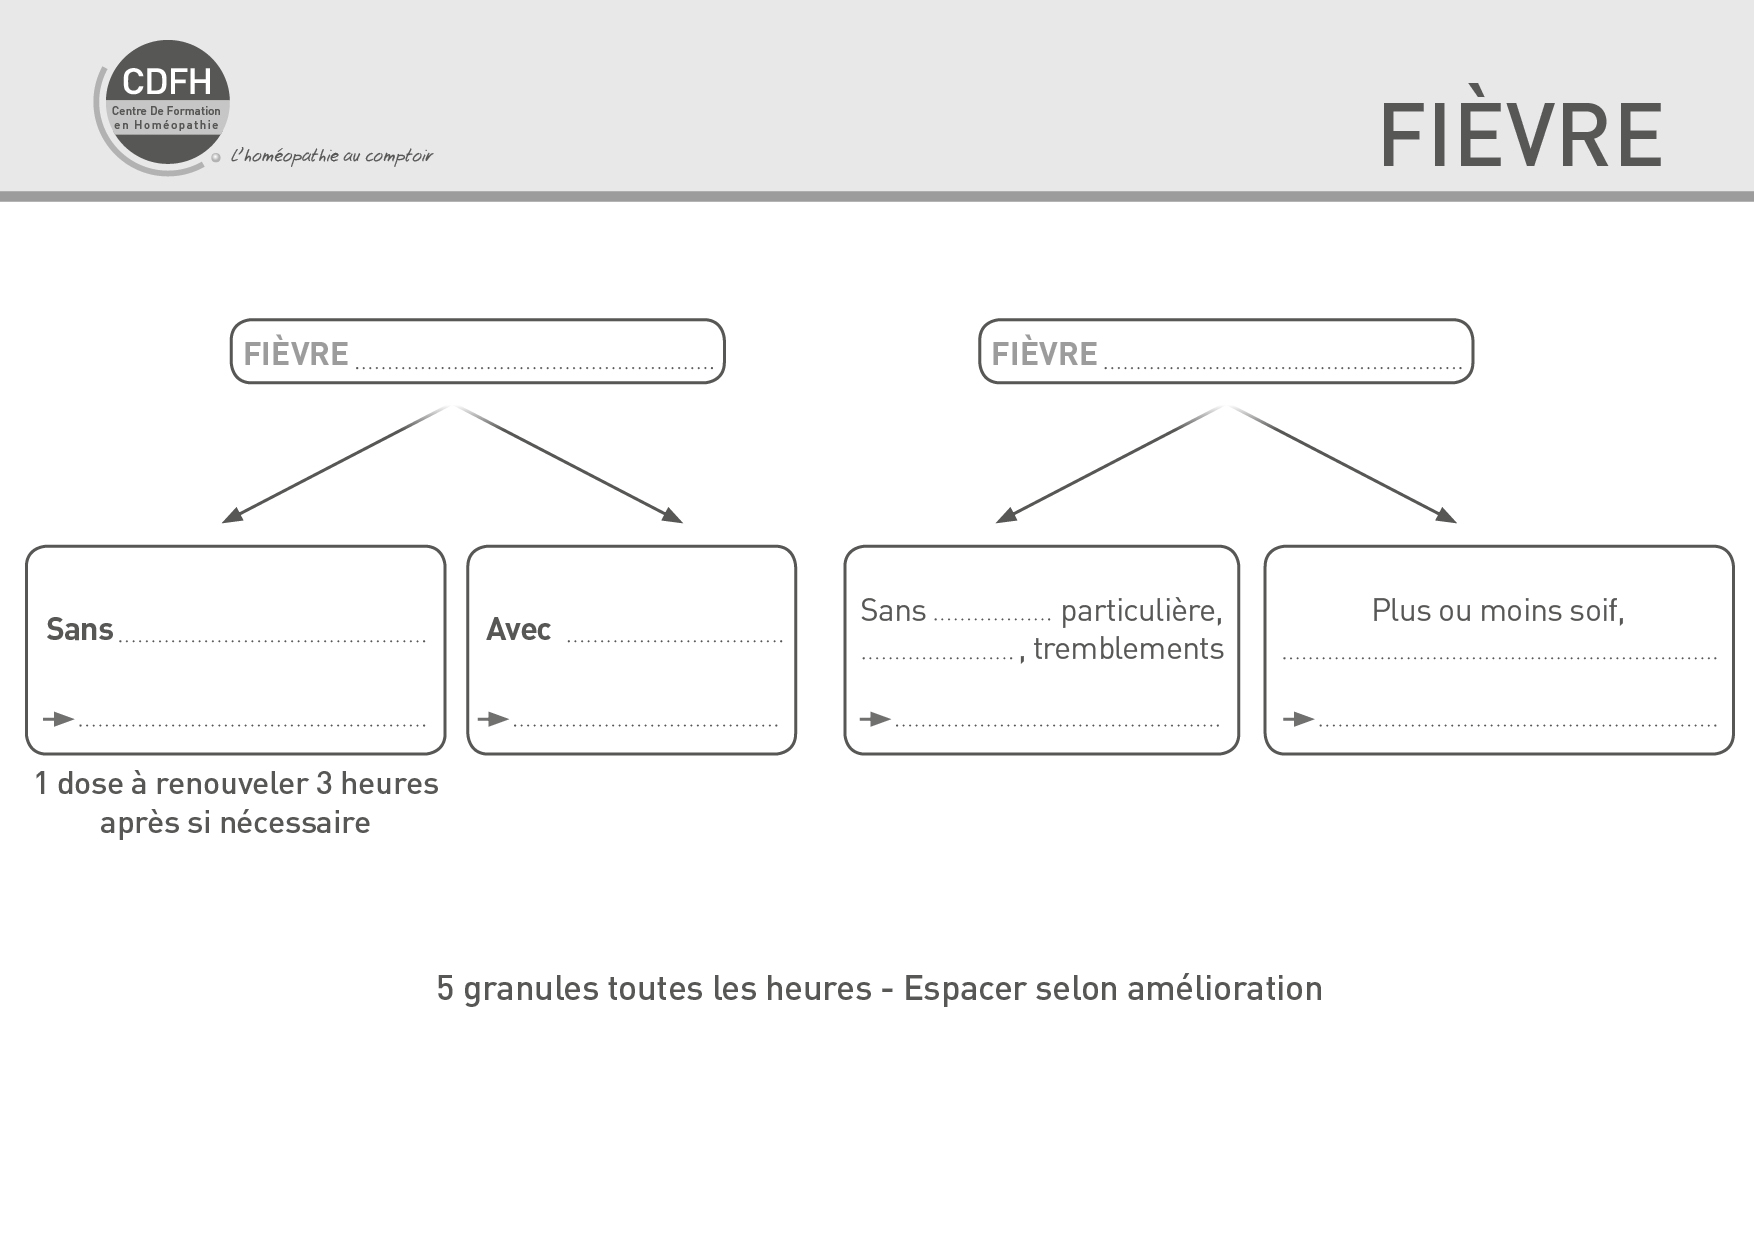 CDFH
Centre De Formation
en Homéopathie
L'homéopathie au comptoir
FIÈVRE
FIÈVRE ........................................................
FIÈVRE ........................................................
Sans ................................................
Avec ..................................
→ ......................................................
→ ..........................................
Sans .................. particulière,
........................ , tremblements
→ ...................................................
Plus ou moins soif,
....................................................................
→ ..............................................................
1 dose à renouveler 3 heures
après si nécessaire
5 granules toutes les heures - Espacer selon amélioration